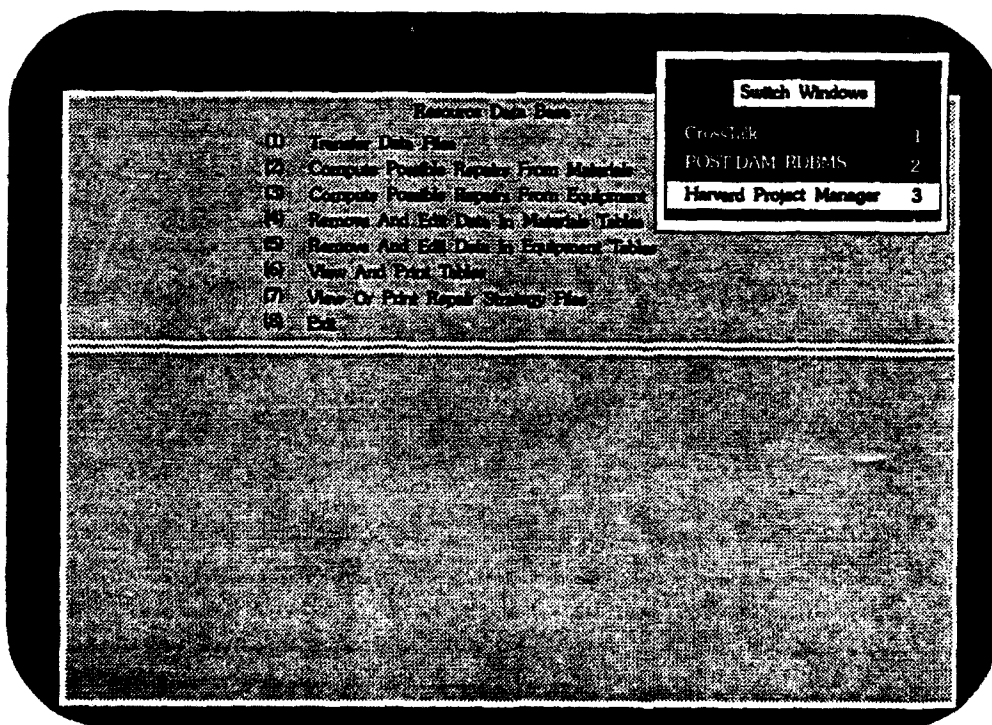 Resource Data Base
(1) Transfer Data Files
(2) Compute Possible Repairs From Materials
(3) Compute Possible Repairs From Equipment
(4) Remove And Edit Data In Materials Tables
(5) Remove And Edit Data In Equipment Tables
(6) View And Print Tables
(7) View Or Print Repair Strategy Files
(8) Exit
Switch Windows
CrossTalk 1
POST-DAM RDBMS 2
Harvard Project Manager 3